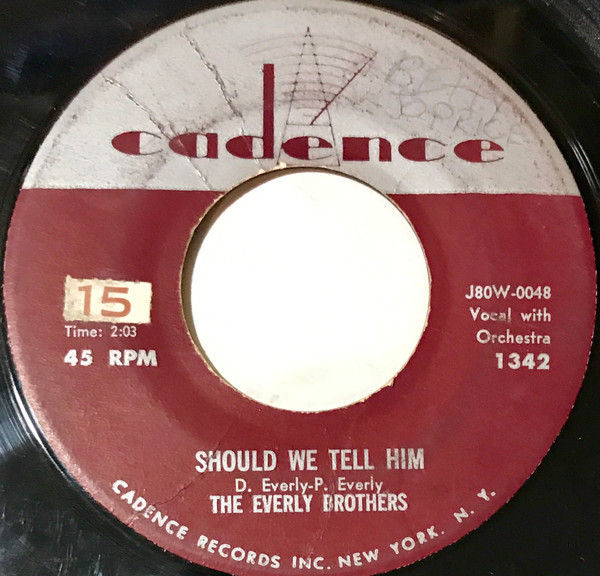 cadence
15
Time: 2:03
45 RPM
J80W-0048
Vocal with
Orchestra
1342
SHOULD WE TELL HIM
D. Everly-P. Everly
THE EVERLY BROTHERS
CADENCE RECORDS INC. NEW YORK. N. Y.